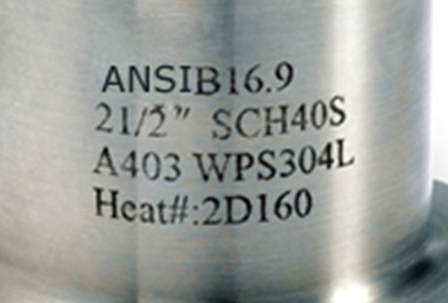 ANSIB16.9
21/2″ SCH40S
A403 WPS304L
Heat#:2D160